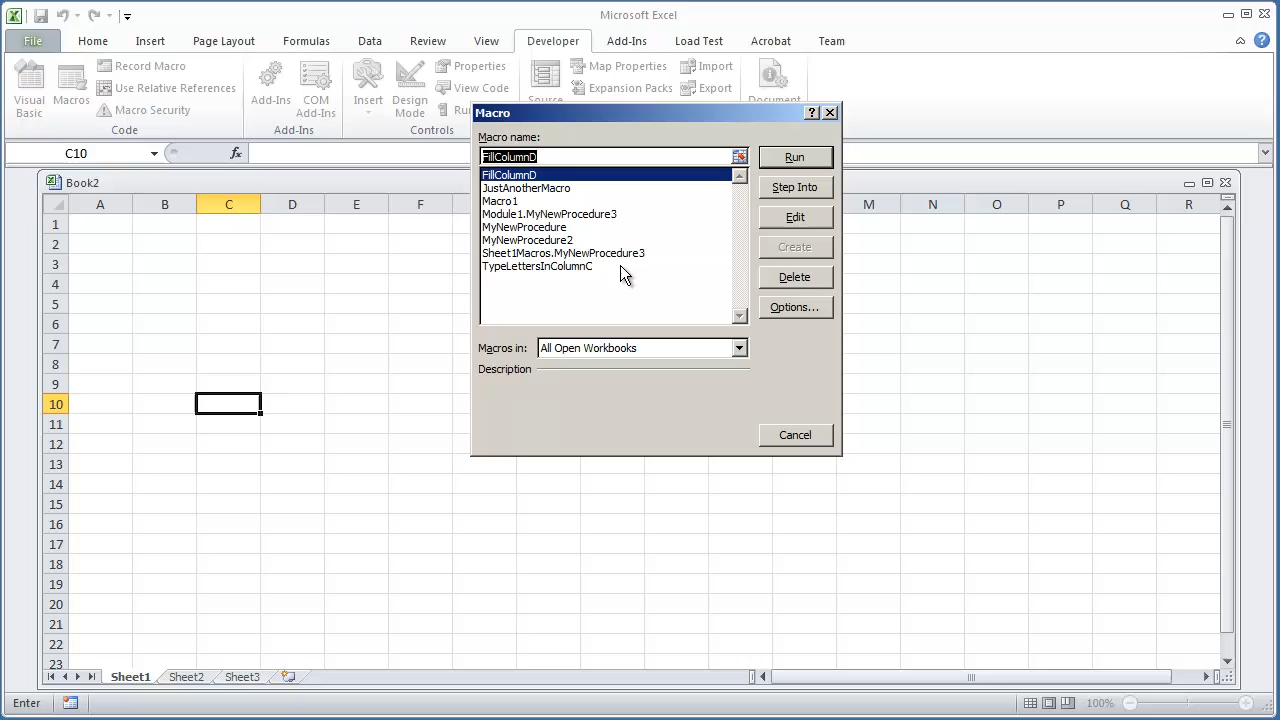 Microsoft Excel
File Home Insert Page Layout Formulas Data Review View Developer Add-Ins Load Test Acrobat Team
Visual Basic
Macros
Record Macro
Use Relative References
Macro Security
Code
Add-Ins
COM Add-Ins
Add-Ins
Insert
Design Mode
Properties
View Code
Ru
Controls
Source
Map Properties
Expansion Packs
Import
Export
Document
C10
fx
Book2
A B C D E F M N O P Q R
1
2
3
4
5
6
7
8
9
10
11
12
13
14
15
16
17
18
19
20
21
22
23
Macro
Macro name:
FillColumnD
FillColumnD
JustAnotherMacro
Macro1
Module1.MyNewProcedure3
MyNewProcedure
MyNewProcedure2
Sheet1Macros.MyNewProcedure3
TypeLettersInColumnC
Run
Step Into
Edit
Create
Delete
Options...
Macros in: All Open Workbooks
Description
Cancel
Sheet1 Sheet2 Sheet3
Enter
100%